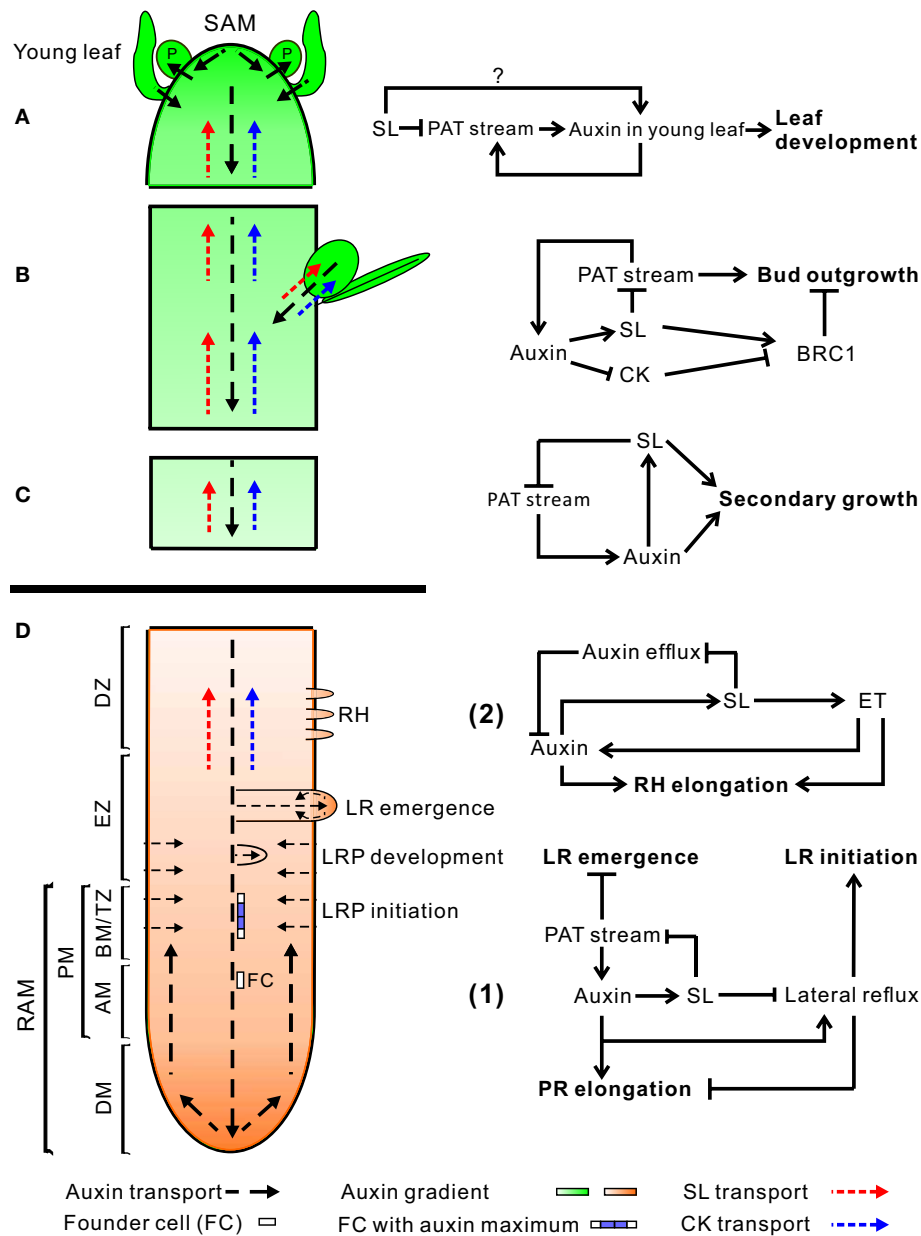 SAM
Young leaf
P
P
A
?
SL
PAT stream
Auxin in young leaf
Leaf
development
B
PAT stream
Bud outgrowth
Auxin
SL
CK
BRC1
C
SL
PAT stream
Secondary growth
Auxin
D
DZ
EZ
BM/TZ
AM
DM
PM
RAM
RH
LR emergence
LRP development
LRP initiation
FC
(2)
Auxin efflux
SL
ET
Auxin
RH elongation
(1)
LR emergence
LR initiation
PAT stream
Auxin
SL
Lateral reflux
PR elongation
Auxin transport
Auxin gradient
SL transport
Founder cell (FC)
FC with auxin maximum
CK transport